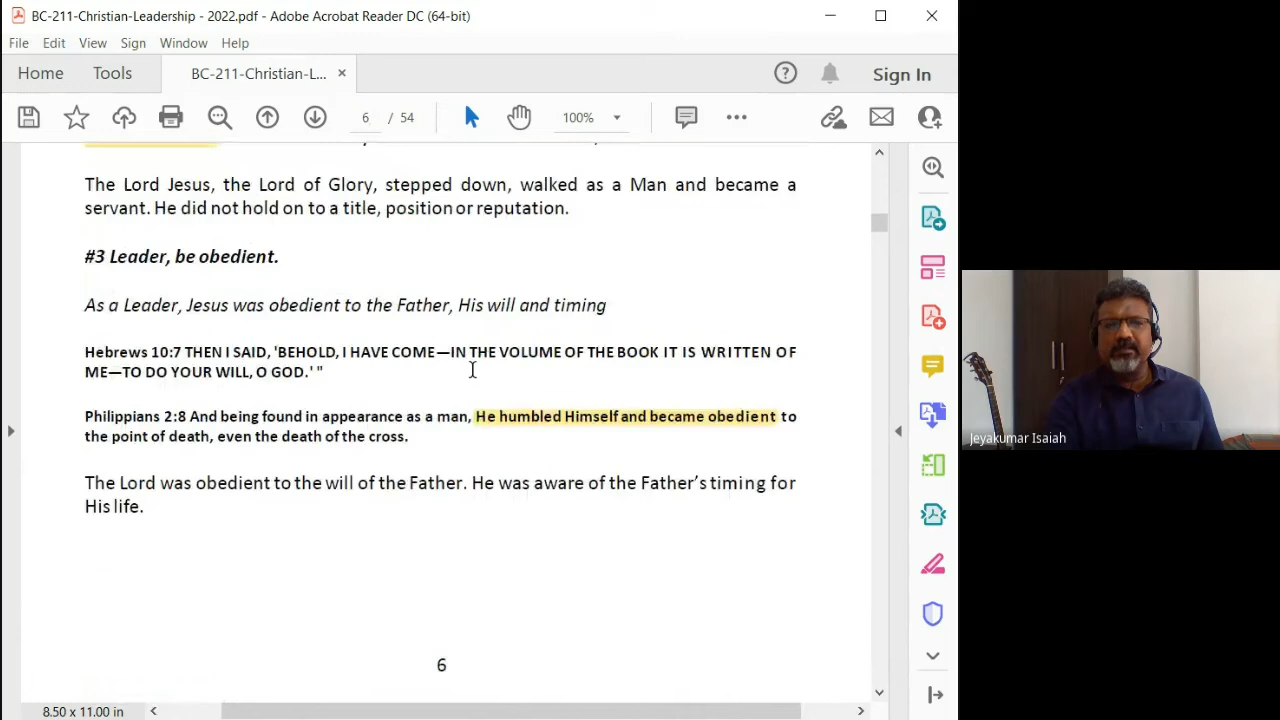 BC-211-Christian-Leadership - 2022.pdf - Adobe Acrobat Reader DC (64-bit)
File Edit View Sign Window Help
Home Tools BC-211-Christian-L... Sign In
6 / 54 100%
The Lord Jesus, the Lord of Glory, stepped down, walked as a Man and became a
servant. He did not hold on to a title, position or reputation.
#3 Leader, be obedient.
As a Leader, Jesus was obedient to the Father, His will and timing
Hebrews 10:7 THEN I SAID, 'BEHOLD, I HAVE COME—IN THE VOLUME OF THE BOOK IT IS WRITTEN OF
ME—TO DO YOUR WILL, O GOD.' "
Philippians 2:8 And being found in appearance as a man, He humbled Himself and became obedient to
the point of death, even the death of the cross.
The Lord was obedient to the will of the Father. He was aware of the Father's timing for
His life.
6
8.50 x 11.00 in
Jeyakumar Isaiah